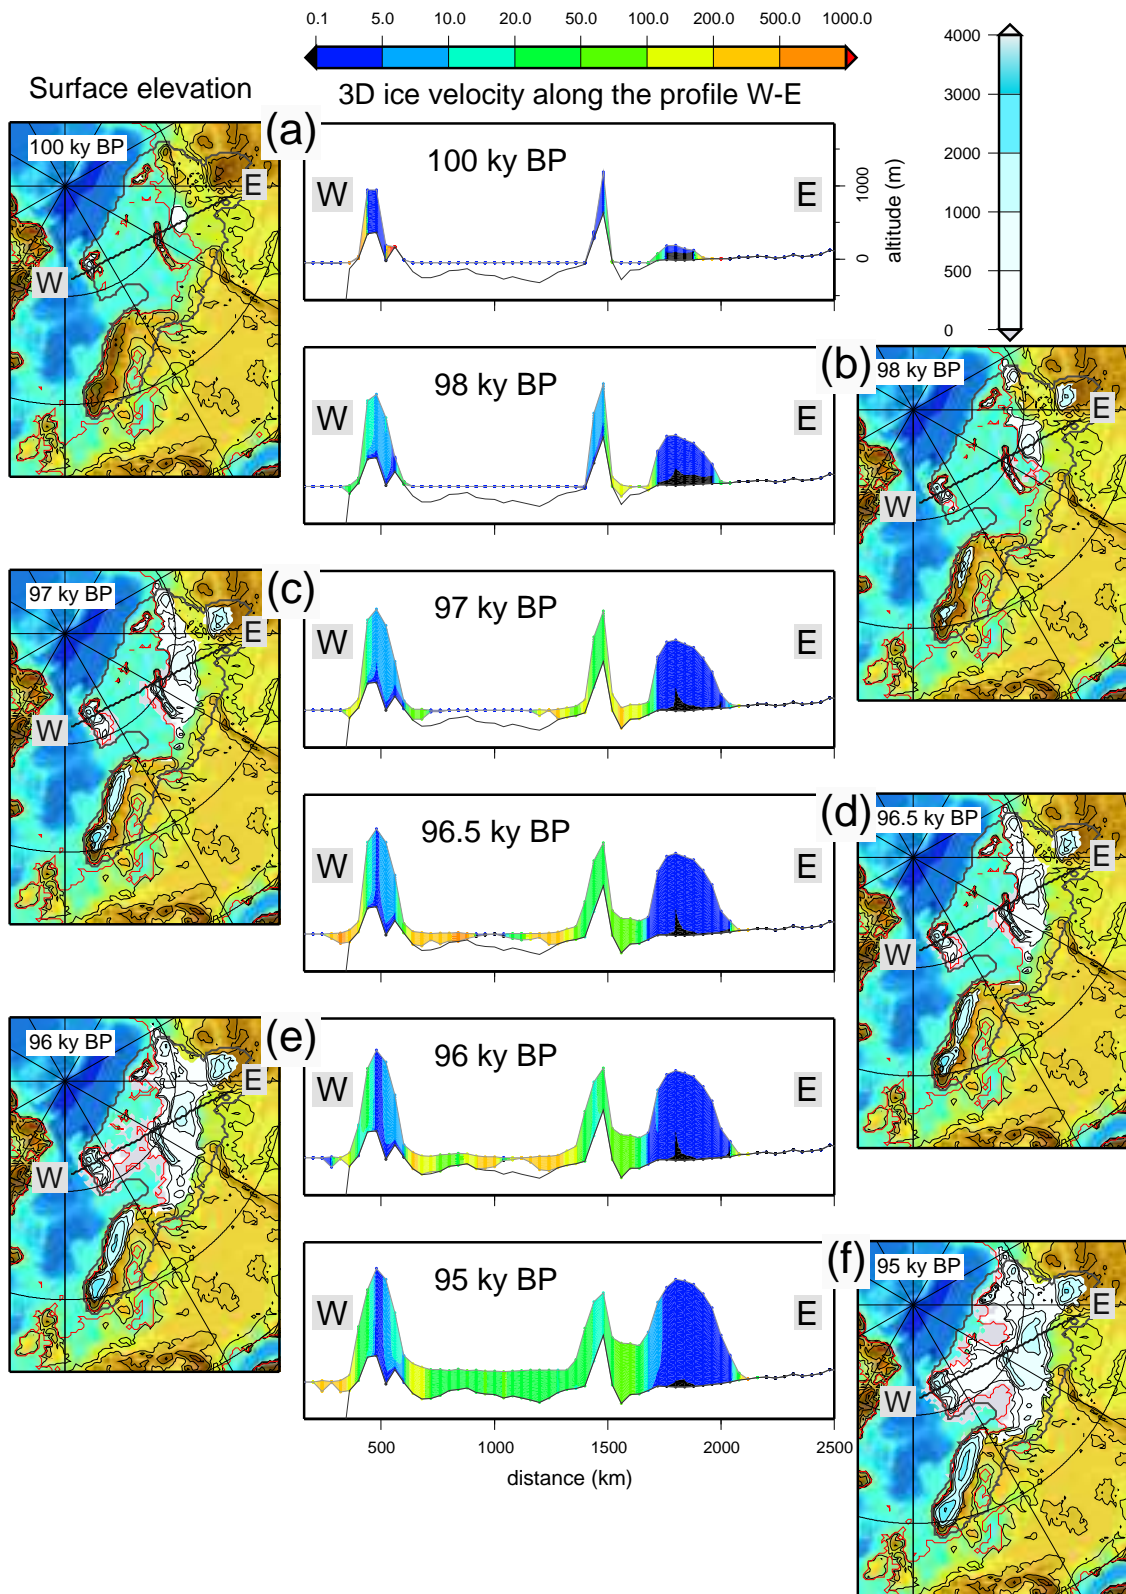 0.1 5.0 10.0 20.0 50.0 100.0 200.0 500.0 1000.0
Surface elevation
3D ice velocity along the profile W-E
4000
3000
2000
1000
500
0
(a)
100 ky BP
W
E
100 ky BP
W
E
1000
0
altitude (m)
98 ky BP
W
E
(b)
98 ky BP
W
E
(c)
97 ky BP
W
E
97 ky BP
W
E
96.5 ky BP
W
E
(d)
96.5 ky BP
W
E
(e)
96 ky BP
W
E
96 ky BP
W
E
95 ky BP
W
E
(f)
95 ky BP
W
E
500 1000 1500 2000 2500
distance (km)